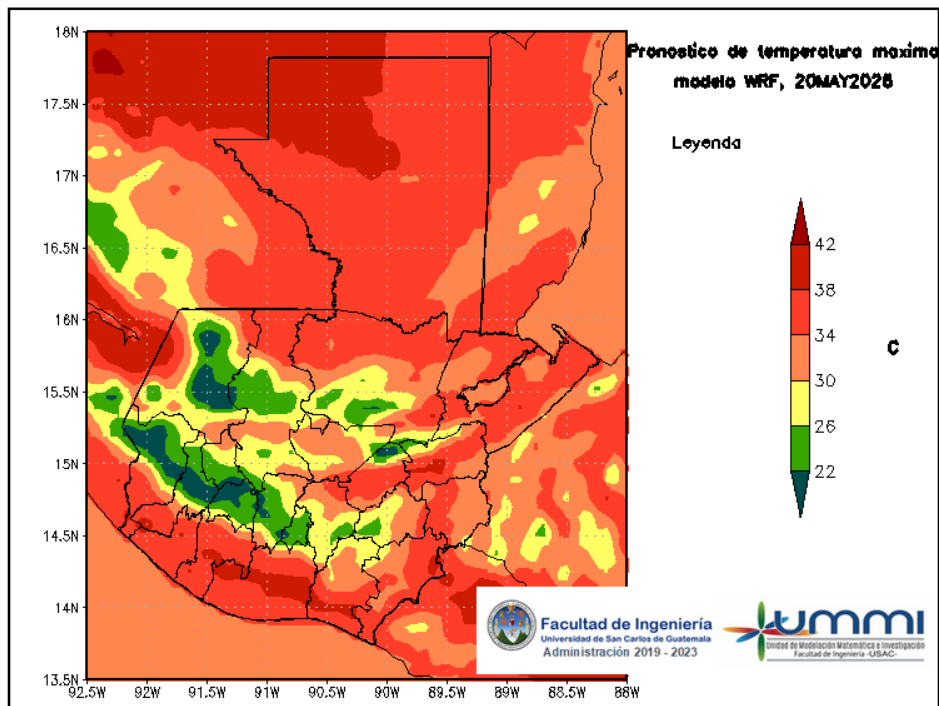 Pronostico de temperatura maxima
modelo WRF, 20MAY2026
Leyenda
18N
17.5N
17N
16.5N
16N
15.5N
15N
14.5N
14N
13.5N
92.5W
92W
91.5W
91W
90.5W
90W
89.5W
89W
88.5W
88W
42
38
34
30
26
22
C
Facultad de Ingeniería
Universidad de San Carlos de Guatemala
Administración 2019 - 2023
ummi
Unidad de Modelación Matemática e Investigación
Facultad de Ingeniería -USAC-